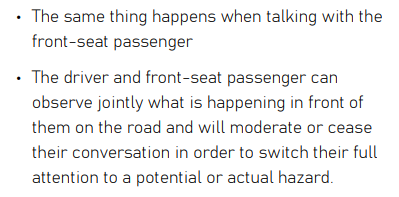 • The same thing happens when talking with the
front-seat passenger
• The driver and front-seat passenger can
observe jointly what is happening in front of
them on the road and will moderate or cease
their conversation in order to switch their full
attention to a potential or actual hazard.